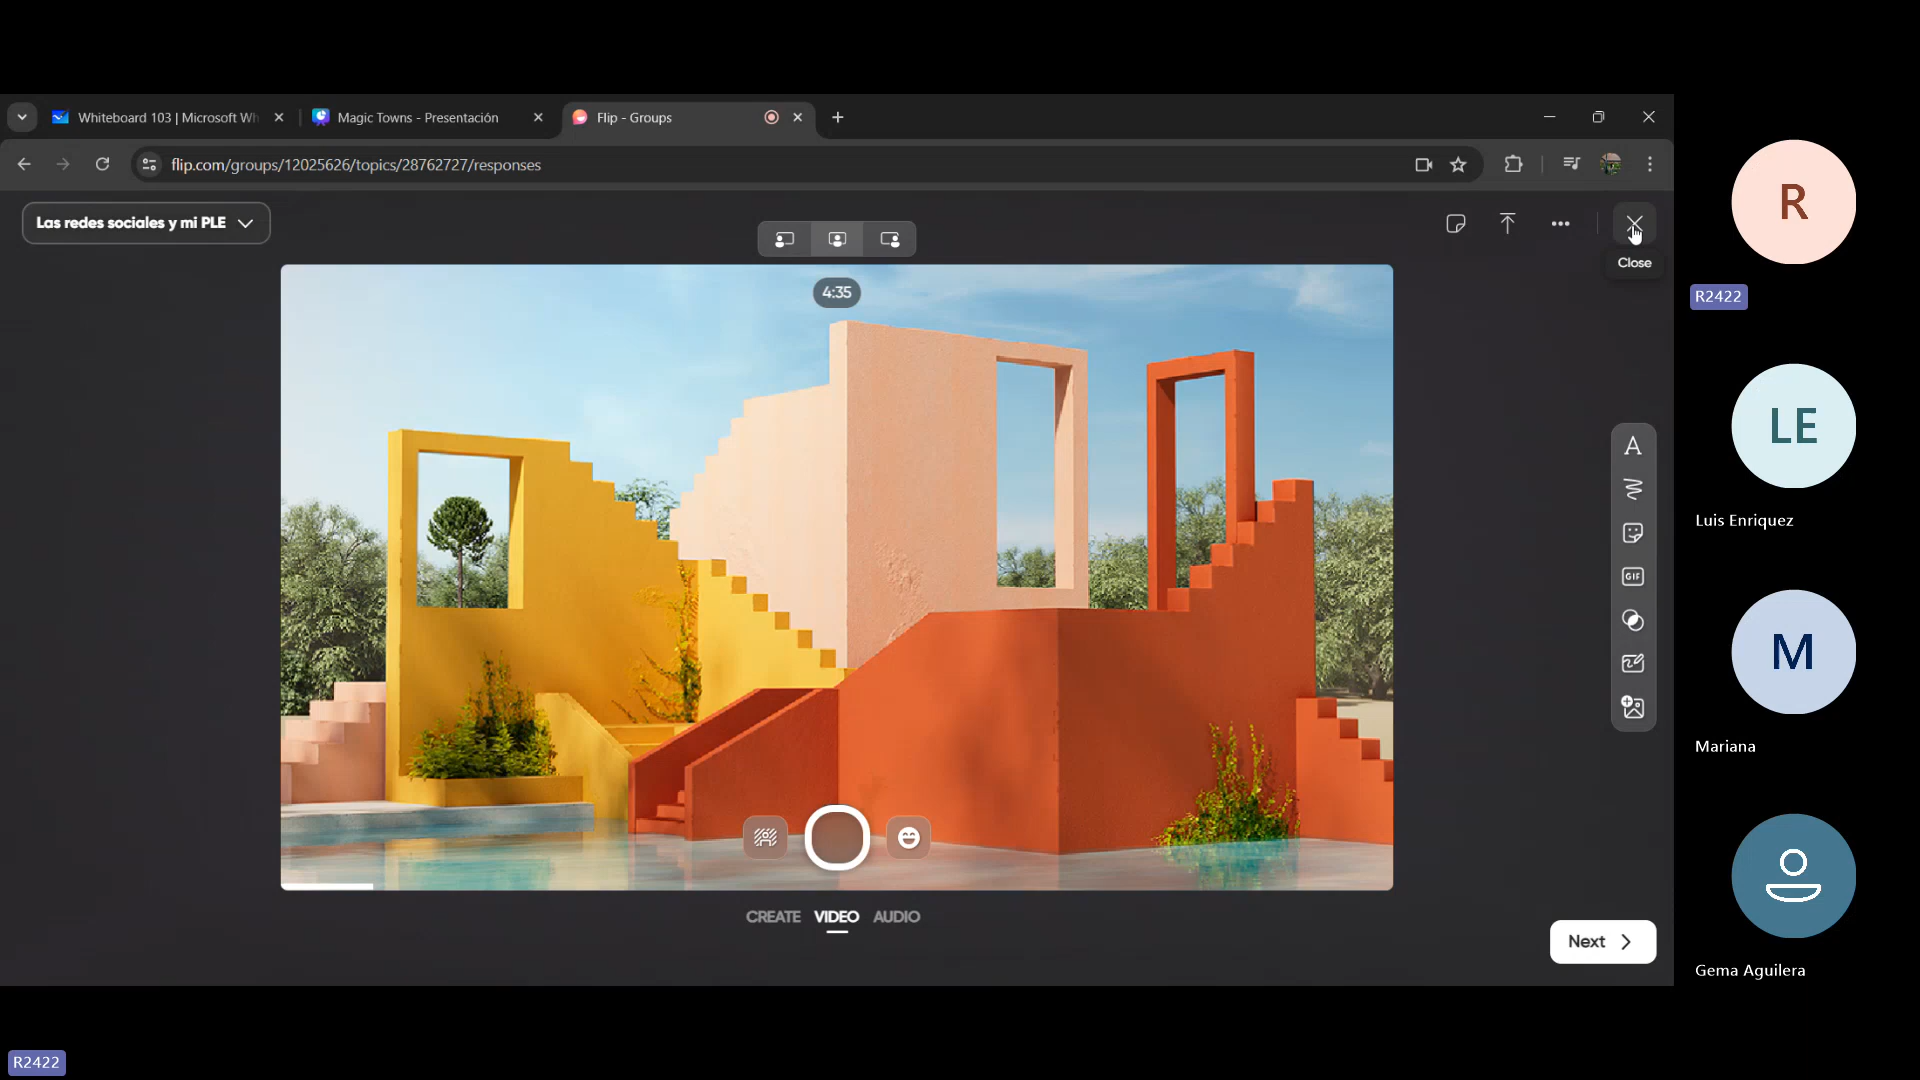 Whiteboard 103 | Microsoft Wh
Magic Towns - Presentación
Flip - Groups
flip.com/groups/12025626/topics/28762727/responses
Las redes sociales y mi PLE
Close
4:35
A
GIF
CREATE VIDEO AUDIO
Next
R
R2422
LE
Luis Enriquez
M
Mariana
Gema Aguilera
R2422